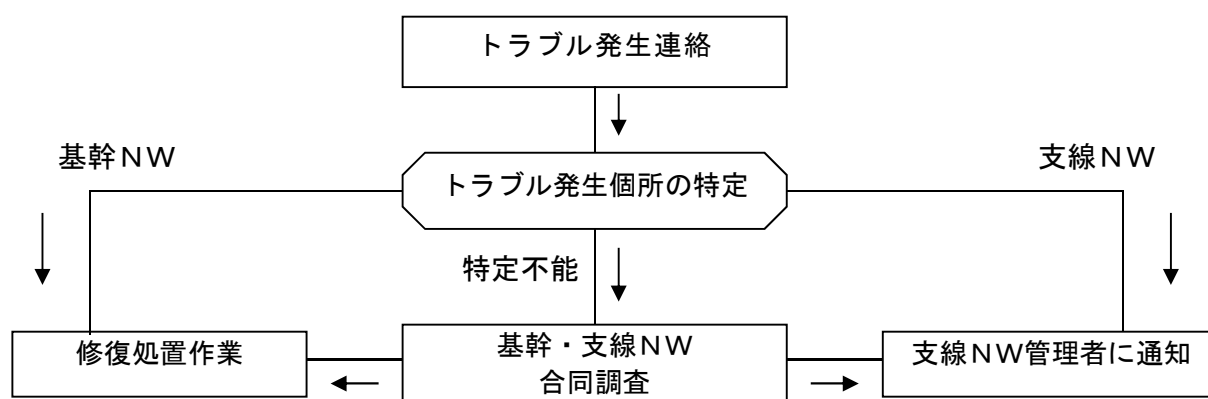 トラブル発生連絡
基幹ＮＷ
支線ＮＷ
トラブル発生個所の特定
特定不能
修復処置作業
基幹・支線ＮＷ
合同調査
支線ＮＷ管理者に通知